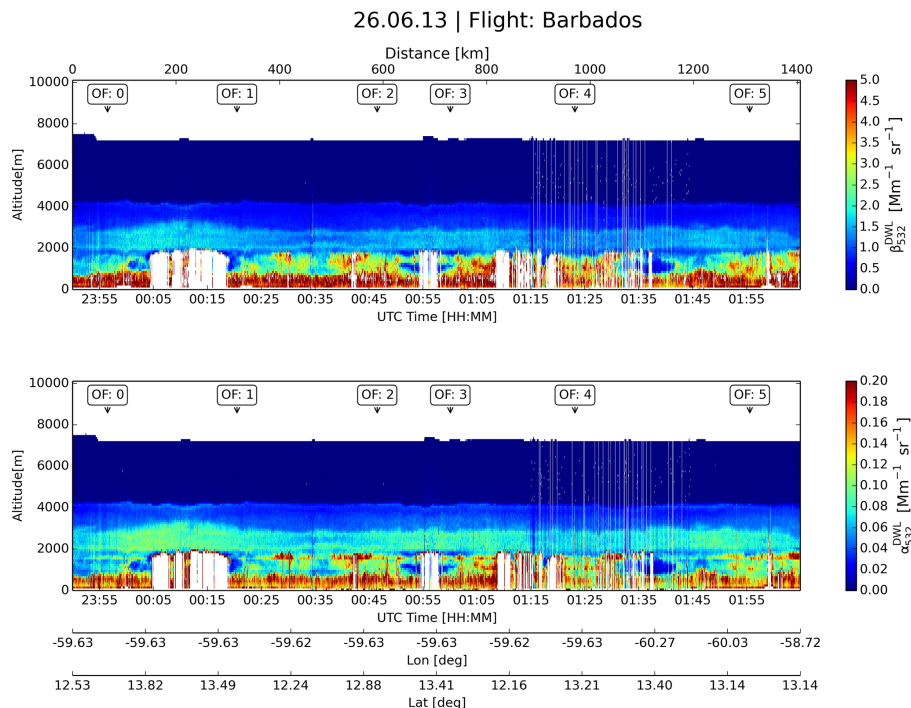 26.06.13 | Flight: Barbados
Distance [km]
0 200 400 600 800 1000 1200 1400
OF: 0 OF: 1 OF: 2 OF: 3 OF: 4 OF: 5
10000
8000
6000
4000
2000
0
Altitude[m]
23:55 00:05 00:15 00:25 00:35 00:45 00:55 01:05 01:15 01:25 01:35 01:45 01:55
UTC Time [HH:MM]
5.0
4.5
4.0
3.5
3.0
2.5
2.0
1.5
1.0
0.5
0.0
β532^DWL [Mm−1 sr−1]
OF: 0 OF: 1 OF: 2 OF: 3 OF: 4 OF: 5
10000
8000
6000
4000
2000
0
Altitude[m]
23:55 00:05 00:15 00:25 00:35 00:45 00:55 01:05 01:15 01:25 01:35 01:45 01:55
UTC Time [HH:MM]
0.20
0.18
0.16
0.14
0.12
0.10
0.08
0.06
0.04
0.02
0.00
α532^DWL [Mm−1 sr−1]
-59.63 -59.63 -59.63 -59.62 -59.63 -59.63 -59.62 -59.63 -60.27 -60.03 -58.72
Lon [deg]
12.53 13.82 13.49 12.24 12.88 13.41 12.16 13.21 13.40 13.14 13.14
Lat [deg]